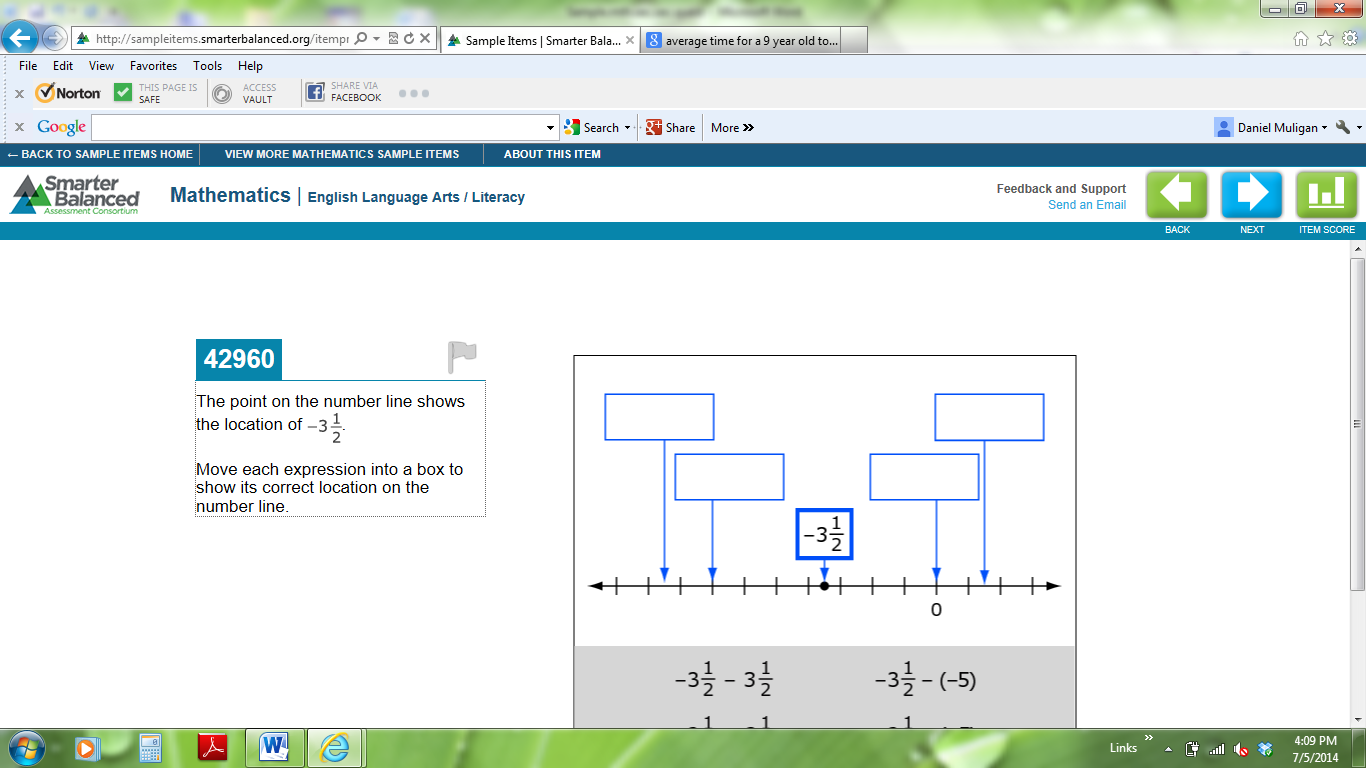 Sample Items | Smarter Bala...
average time for a 9 year old to...
http://sampleitems.smarterbalanced.org/itempr
File Edit View Favorites Tools Help
x Norton THIS PAGE IS SAFE ACCESS VAULT SHARE VIA FACEBOOK
x Google Search Share More » Daniel Muligan
← BACK TO SAMPLE ITEMS HOME VIEW MORE MATHEMATICS SAMPLE ITEMS ABOUT THIS ITEM
Smarter Balanced Assessment Consortium
Mathematics | English Language Arts / Literacy
Feedback and Support
Send an Email
BACK NEXT ITEM SCORE
42960
The point on the number line shows
the location of −3 1/2.
Move each expression into a box to
show its correct location on the
number line.
−3 1/2
0
−3 1/2 − 3 1/2 −3 1/2 − (−5)
Links »
4:09 PM
7/5/2014